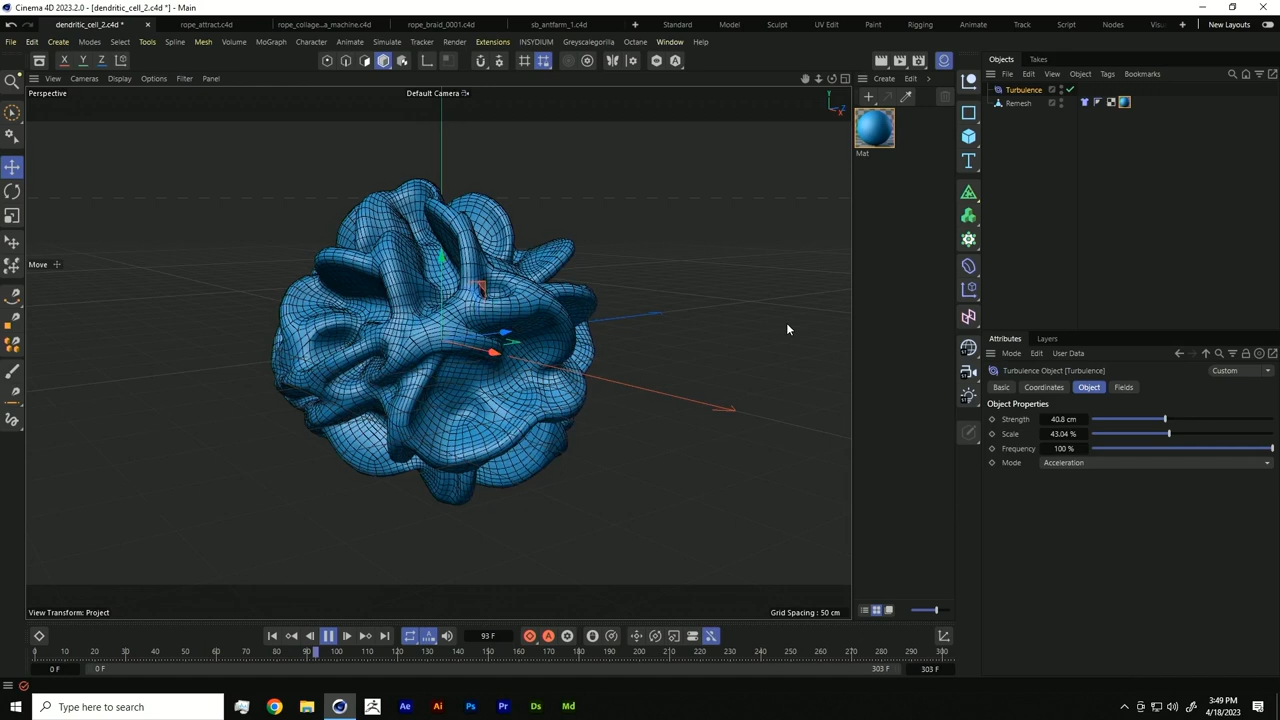 Cinema 4D 2023.2.0 - [dendritic_cell_2.c4d *] - Main
dendritic_cell_2.c4d * rope_attract.c4d rope_collage..a_machine.c4d rope_braid_0001.c4d sb_antfarm_1.c4d Standard Model Sculpt UV Edit Paint Rigging Animate Track Script Nodes New Layouts
File Edit Create Modes Select Tools Spline Mesh Volume MoGraph Character Animate Simulate Tracker Render Extensions INSYDIUM Greyscalegorilla Octane Window Help
X Y Z
Objects Takes
View Cameras Display Options Filter Panel
Create Edit
File Edit View Object Tags Bookmarks
Perspective
Default Camera
Turbulence
Remesh
Y
Z
X
Mat
Move
Attributes Layers
Mode Edit User Data
Turbulence Object [Turbulence]
Custom
Basic Coordinates Object Fields
Object Properties
Strength 40.8 cm
Scale 43.04 %
Frequency 100 %
Mode Acceleration
View Transform: Project
Grid Spacing : 50 cm
93 F
0 10 20 30 40 50 60 70 80 90 100 110 120 130 140 150 160 170 180 190 200 210 220 230 240 250 260 270 280 290 300
0 F 0 F 303 F 303 F
Type here to search
Ae Ai Ps Pr Ds Md
3:49 PM
4/18/2023